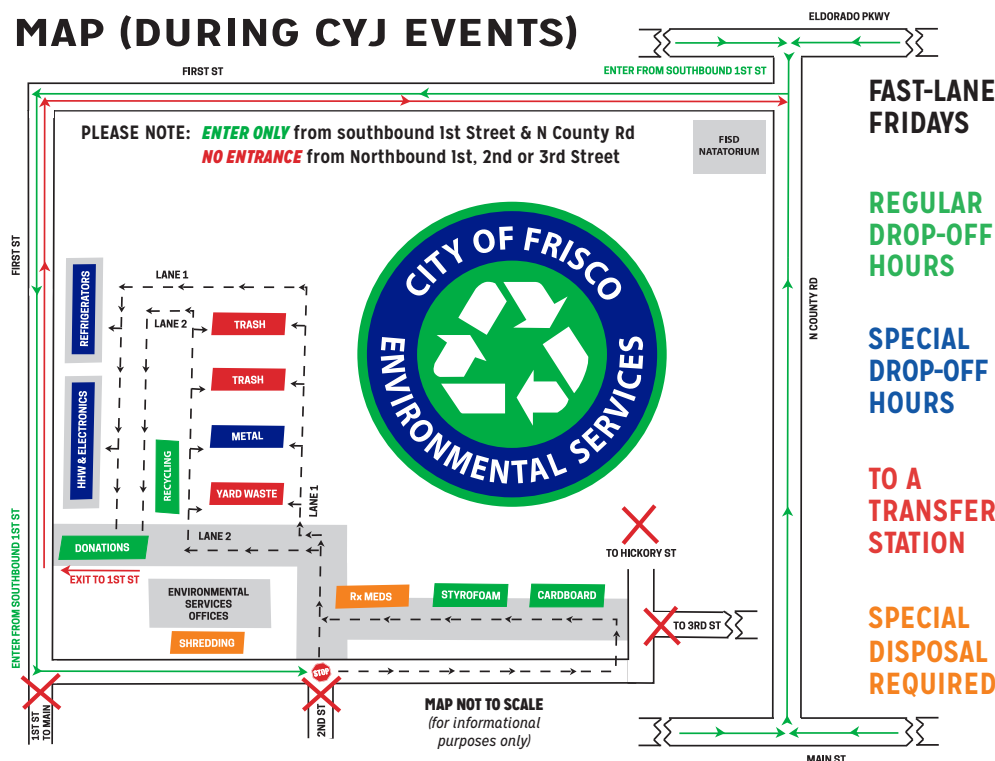 MAP (DURING CYJ EVENTS)
ELDORADO PKWY
FIRST ST
ENTER FROM SOUTHBOUND 1ST ST
PLEASE NOTE: ENTER ONLY from southbound 1st Street & N County Rd
NO ENTRANCE from Northbound 1st, 2nd or 3rd Street
FISD
NATATORIUM
FAST-LANE
FRIDAYS
REGULAR
DROP-OFF
HOURS
SPECIAL
DROP-OFF
HOURS
TO A
TRANSFER
STATION
SPECIAL
DISPOSAL
REQUIRED
FIRST ST
N COUNTY RD
CITY OF FRISCO
ENVIRONMENTAL SERVICES
LANE 1
LANE 2
REFRIGERATORS
TRASH
TRASH
HHW & ELECTRONICS
METAL
RECYCLING
YARD WASTE
LANE 1
LANE 2
DONATIONS
EXIT TO 1ST ST
ENTER FROM SOUTHBOUND 1ST ST
ENVIRONMENTAL
SERVICES
OFFICES
SHREDDING
Rx MEDS
STYROFOAM
CARDBOARD
TO HICKORY ST
TO 3RD ST
STOP
1ST ST
TO MAIN
2ND ST
MAP NOT TO SCALE
(for informational
purposes only)
MAIN ST